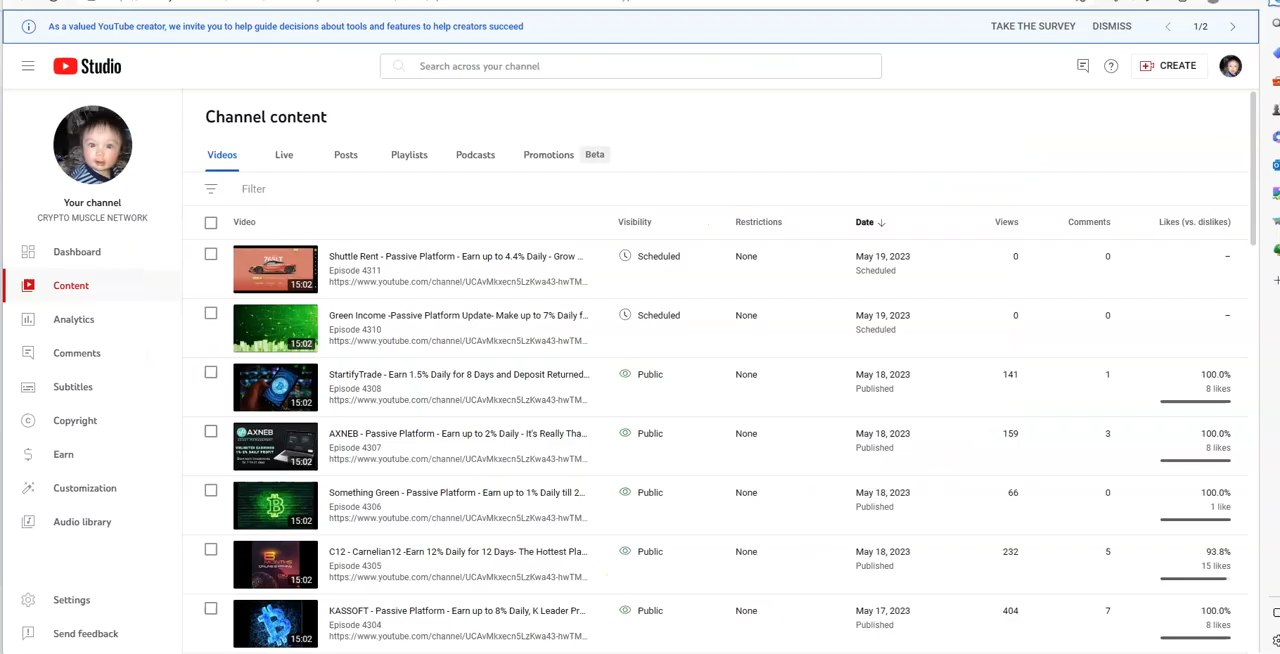 As a valued YouTube creator, we invite you to help guide decisions about tools and features to help creators succeed
TAKE THE SURVEY
DISMISS
1/2
Studio
Search across your channel
CREATE
Your channel
CRYPTO MUSCLE NETWORK
Dashboard
Content
Analytics
Comments
Subtitles
Copyright
Earn
Customization
Audio library
Settings
Send feedback
Channel content
Videos Live Posts Playlists Podcasts Promotions Beta
Filter
Video Visibility Restrictions Date Views Comments Likes (vs. dislikes)
Shuttle Rent - Passive Platform - Earn up to 4.4% Daily - Grow ... Scheduled None May 19, 2023 0 0 –
Episode 4311 Scheduled
https://www.youtube.com/channel/UCAvMkxecn5LzKwa43-hwTM...
15:02
Green Income -Passive Platform Update- Make up to 7% Daily f... Scheduled None May 19, 2023 0 0 –
Episode 4310 Scheduled
https://www.youtube.com/channel/UCAvMkxecn5LzKwa43-hwTM...
15:02
StartifyTrade - Earn 1.5% Daily for 8 Days and Deposit Returned... Public None May 18, 2023 141 1 100.0%
Episode 4308 Published 8 likes
https://www.youtube.com/channel/UCAvMkxecn5LzKwa43-hwTM...
15:02
AXNEB - Passive Platform - Earn up to 2% Daily - It's Really Tha... Public None May 18, 2023 159 3 100.0%
Episode 4307 Published 8 likes
https://www.youtube.com/channel/UCAvMkxecn5LzKwa43-hwTM...
AXNEB
15:02
Something Green - Passive Platform - Earn up to 1% Daily till 2... Public None May 18, 2023 66 0 100.0%
Episode 4306 Published 1 like
https://www.youtube.com/channel/UCAvMkxecn5LzKwa43-hwTM...
15:02
C12 - Carnelian12 -Earn 12% Daily for 12 Days- The Hottest Pla... Public None May 18, 2023 232 5 93.8%
Episode 4305 Published 15 likes
https://www.youtube.com/channel/UCAvMkxecn5LzKwa43-hwTM...
15:02
KASSOFT - Passive Platform - Earn up to 8% Daily, K Leader Pr... Public None May 17, 2023 404 7 100.0%
Episode 4304 Published 8 likes
https://www.youtube.com/channel/UCAvMkxecn5LzKwa43-hwTM...
15:02